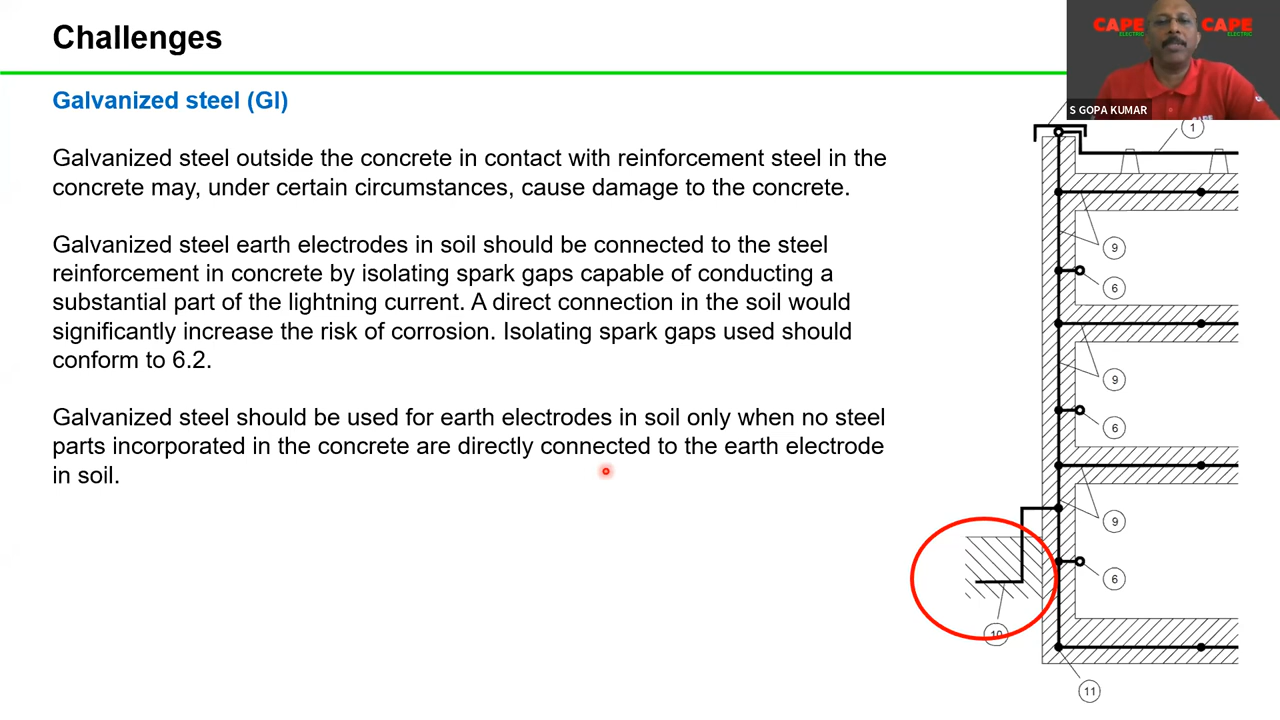 Challenges
CAPE
ELECTRIC
CAPE
ELECTRIC
CAPE
S GOPA KUMAR
Galvanized steel (GI)
Galvanized steel outside the concrete in contact with reinforcement steel in the
concrete may, under certain circumstances, cause damage to the concrete.
Galvanized steel earth electrodes in soil should be connected to the steel
reinforcement in concrete by isolating spark gaps capable of conducting a
substantial part of the lightning current. A direct connection in the soil would
significantly increase the risk of corrosion. Isolating spark gaps used should
conform to 6.2.
Galvanized steel should be used for earth electrodes in soil only when no steel
parts incorporated in the concrete are directly connected to the earth electrode
in soil.
1
9
6
9
6
9
6
10
11